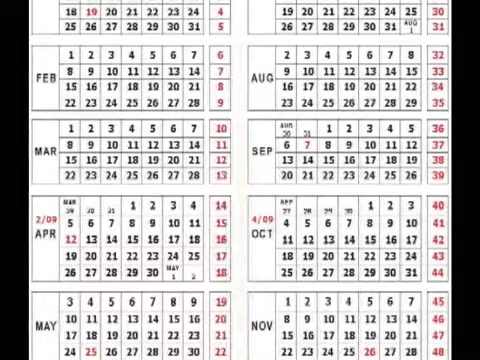 18 19 20 21 22 23 24 4
25 26 27 28 29 30 31 5
FEB
1 2 3 4 5 6 7 6
8 9 10 11 12 13 14 7
15 16 17 18 19 20 21 8
22 23 24 25 26 27 28 9
MAR
1 2 3 4 5 6 7 10
8 9 10 11 12 13 14 11
15 16 17 18 19 20 21 12
22 23 24 25 26 27 28 13
2/09
APR
MAR 29 30 31 1 2 3 4 14
5 6 7 8 9 10 11 15
12 13 14 15 16 17 18 16
19 20 21 22 23 24 25 17
26 27 28 29 30 MAY 1 2 18
MAY
3 4 5 6 7 8 9 19
10 11 12 13 14 15 16 20
17 18 19 20 21 22 23 21
24 25 26 27 28 29 30 22
19 20 21 22 23 24 25 30
26 27 28 29 30 31 AUG 1 31
AUG
2 3 4 5 6 7 8 32
9 10 11 12 13 14 15 33
16 17 18 19 20 21 22 34
23 24 25 26 27 28 29 35
SEP
AUG 30 31 1 2 3 4 5 36
6 7 8 9 10 11 12 37
13 14 15 16 17 18 19 38
20 21 22 23 24 25 26 39
4/09
OCT
SEP 27 28 29 30 1 2 3 40
4 5 6 7 8 9 10 41
11 12 13 14 15 16 17 42
18 19 20 21 22 23 24 43
25 26 27 28 29 30 31 44
NOV
1 2 3 4 5 6 7 45
8 9 10 11 12 13 14 46
15 16 17 18 19 20 21 47
22 23 24 25 26 27 28 48